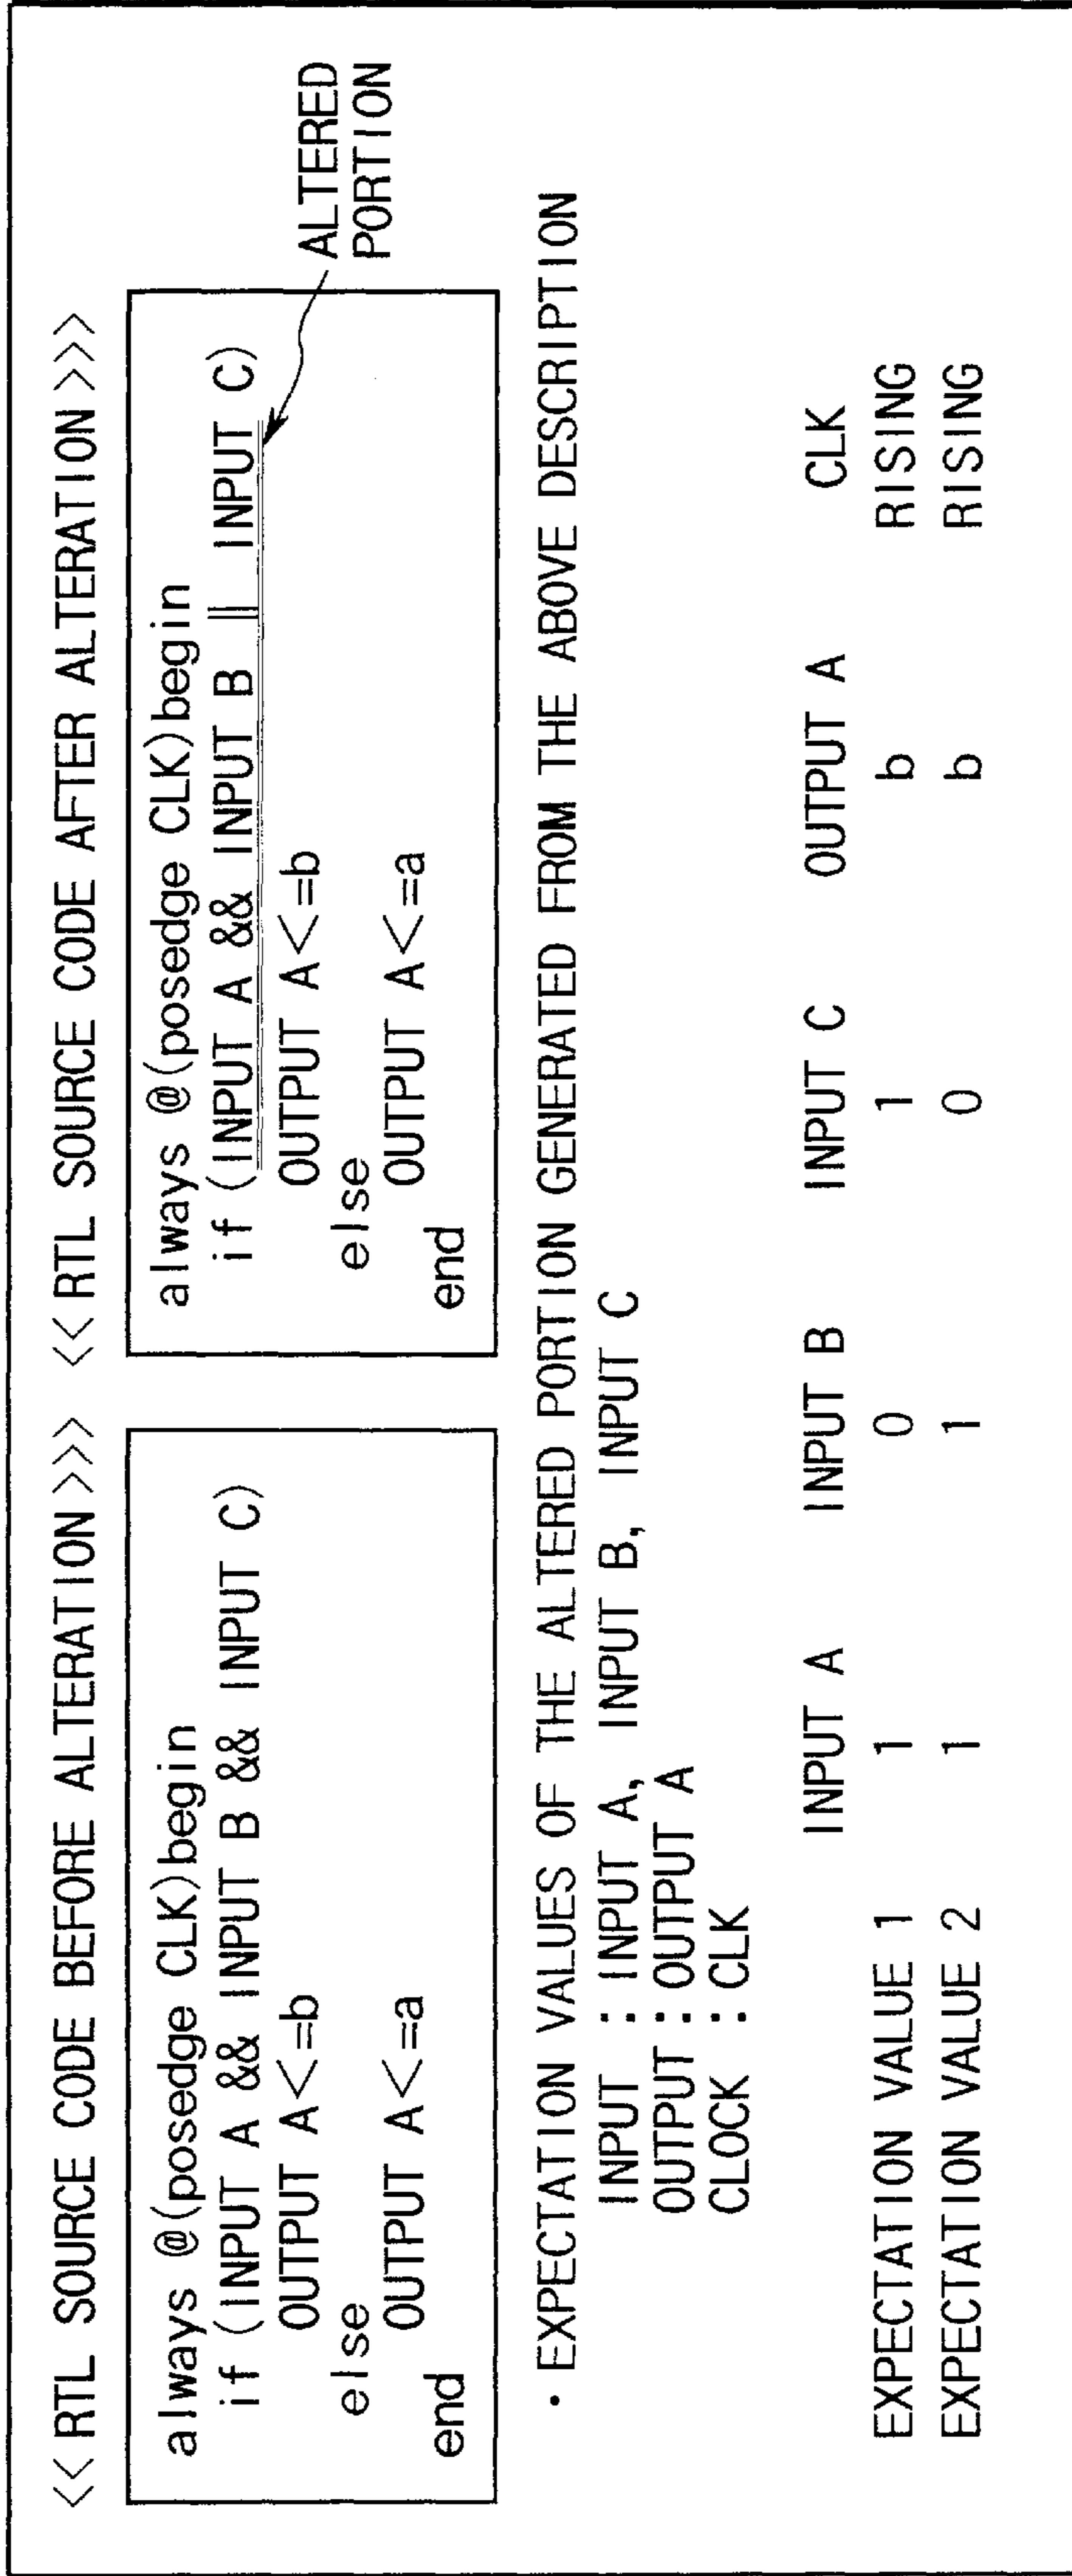 << RTL SOURCE CODE BEFORE ALTERATION >>>
always @(posedge CLK)begin
if (INPUT A && INPUT B && INPUT C)
OUTPUT A<=b
else
OUTPUT A<=a
end
<< RTL SOURCE CODE AFTER ALTERATION >>>
always @(posedge CLK)begin
if (INPUT A && INPUT B || INPUT C)
OUTPUT A<=b
else
OUTPUT A<=a
end
ALTERED
PORTION
• EXPECTATION VALUES OF THE ALTERED PORTION GENERATED FROM THE ABOVE DESCRIPTION
INPUT : INPUT A, INPUT B, INPUT C
OUTPUT : OUTPUT A
CLOCK : CLK
INPUT A INPUT B INPUT C OUTPUT A CLK
EXPECTATION VALUE 1 1 0 1 b RISING
EXPECTATION VALUE 2 1 1 0 b RISING